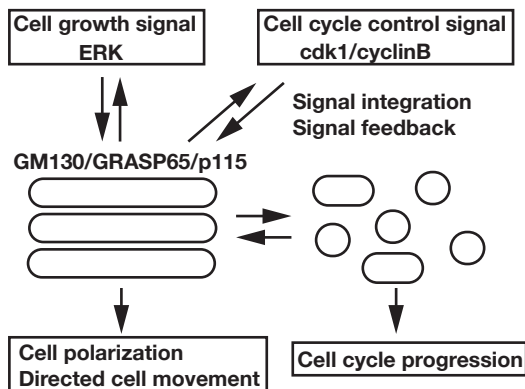 Cell growth signal
ERK
Cell cycle control signal
cdk1/cyclinB
Signal integration
Signal feedback
GM130/GRASP65/p115
Cell polarization
Directed cell movement
Cell cycle progression